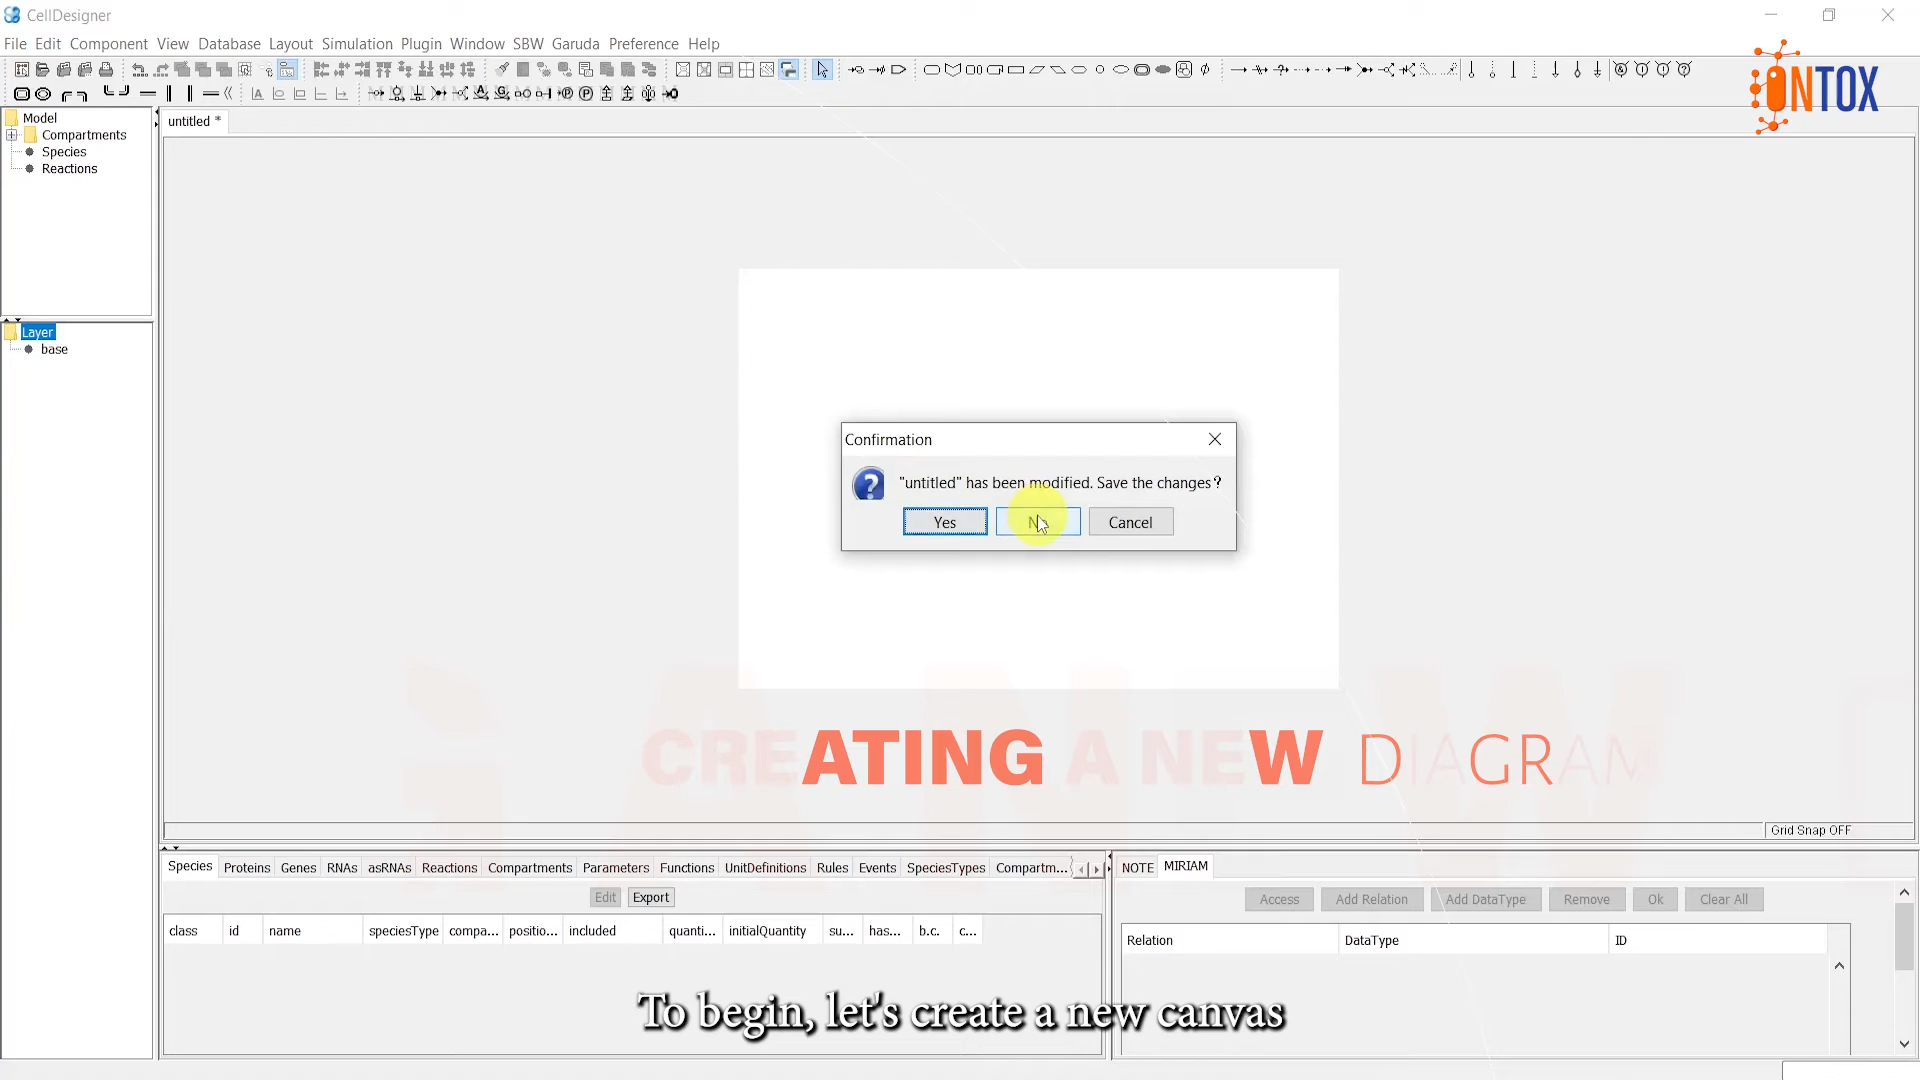 CellDesigner
File Edit Component View Database Layout Simulation Plugin Window SBW Garuda Preference Help
ONTOX
Model
Compartments
Species
Reactions
untitled *
Layer
base
Confirmation
"untitled" has been modified. Save the changes?
Yes No Cancel
CREATING A NEW DIAGRAM
Grid Snap OFF
Species Proteins Genes RNAs asRNAs Reactions Compartments Parameters Functions UnitDefinitions Rules Events SpeciesTypes Compartm...
NOTE MIRIAM
Edit Export
Access Add Relation Add DataType Remove Ok Clear All
class id name speciesType compa... positio... included quanti... initialQuantity su... has... b.c. c...
Relation DataType ID
To begin, let's create a new canvas